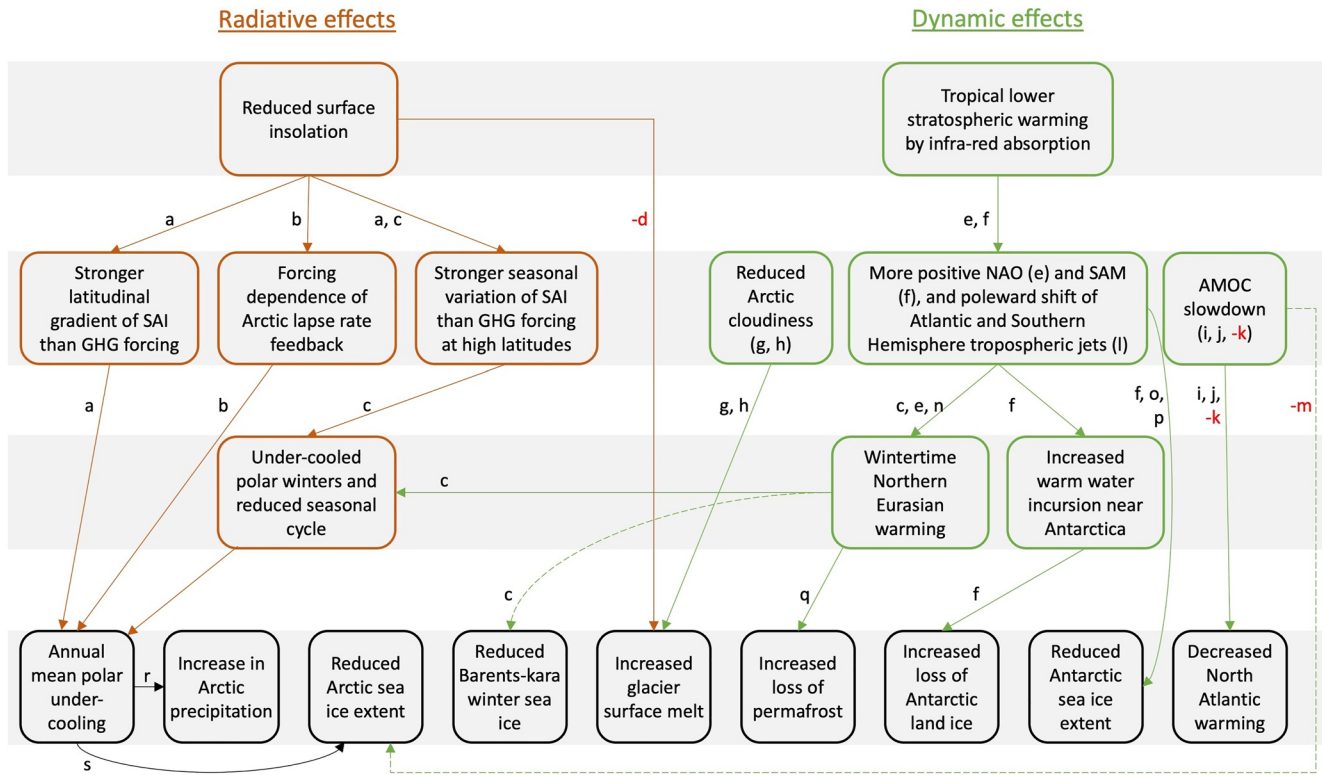 Radiative effects
Dynamic effects
Reduced surface
insolation
Tropical lower
stratospheric warming
by infra-red absorption
a
b
a, c
-d
e, f
Stronger
latitudinal
gradient of SAI
than GHG forcing
Forcing
dependence of
Arctic lapse rate
feedback
Stronger seasonal
variation of SAI
than GHG forcing
at high latitudes
Reduced
Arctic
cloudiness
(g, h)
More positive NAO (e) and SAM
(f), and poleward shift of
Atlantic and Southern
Hemisphere tropospheric jets (l)
AMOC
slowdown
(i, j, -k)
a
b
c
g, h
c, e, n
f
f, o,
p
i, j,
-k
-m
Under-cooled
polar winters and
reduced seasonal
cycle
c
Wintertime
Northern
Eurasian
warming
Increased
warm water
incursion near
Antarctica
c
q
f
Annual
mean polar
under-
cooling
r
Increase in
Arctic
precipitation
Reduced
Arctic sea
ice extent
Reduced
Barents-kara
winter sea
ice
Increased
glacier
surface melt
Increased
loss of
permafrost
Increased
loss of
Antarctic
land ice
Reduced
Antarctic
sea ice
extent
Decreased
North
Atlantic
warming
s